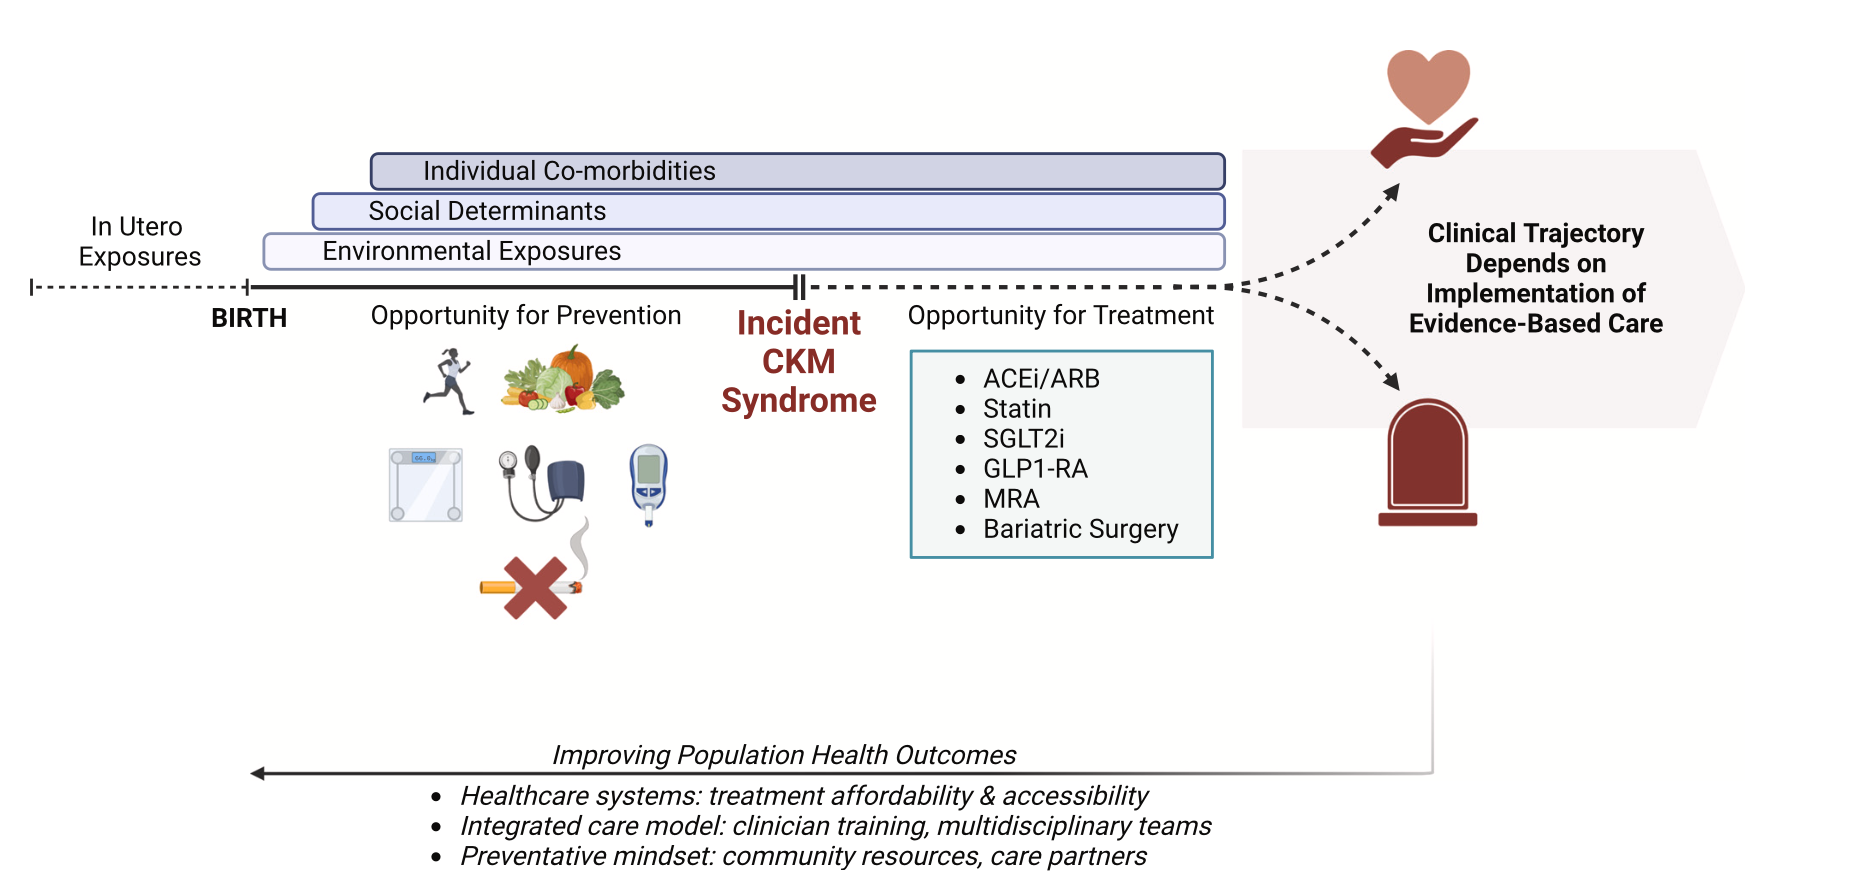 Individual Co-morbidities
Social Determinants
Environmental Exposures
In Utero
Exposures
BIRTH
Opportunity for Prevention
Incident
CKM
Syndrome
Opportunity for Treatment
• ACEi/ARB
• Statin
• SGLT2i
• GLP1-RA
• MRA
• Bariatric Surgery
Clinical Trajectory
Depends on
Implementation of
Evidence-Based Care
Improving Population Health Outcomes
• Healthcare systems: treatment affordability & accessibility
• Integrated care model: clinician training, multidisciplinary teams
• Preventative mindset: community resources, care partners